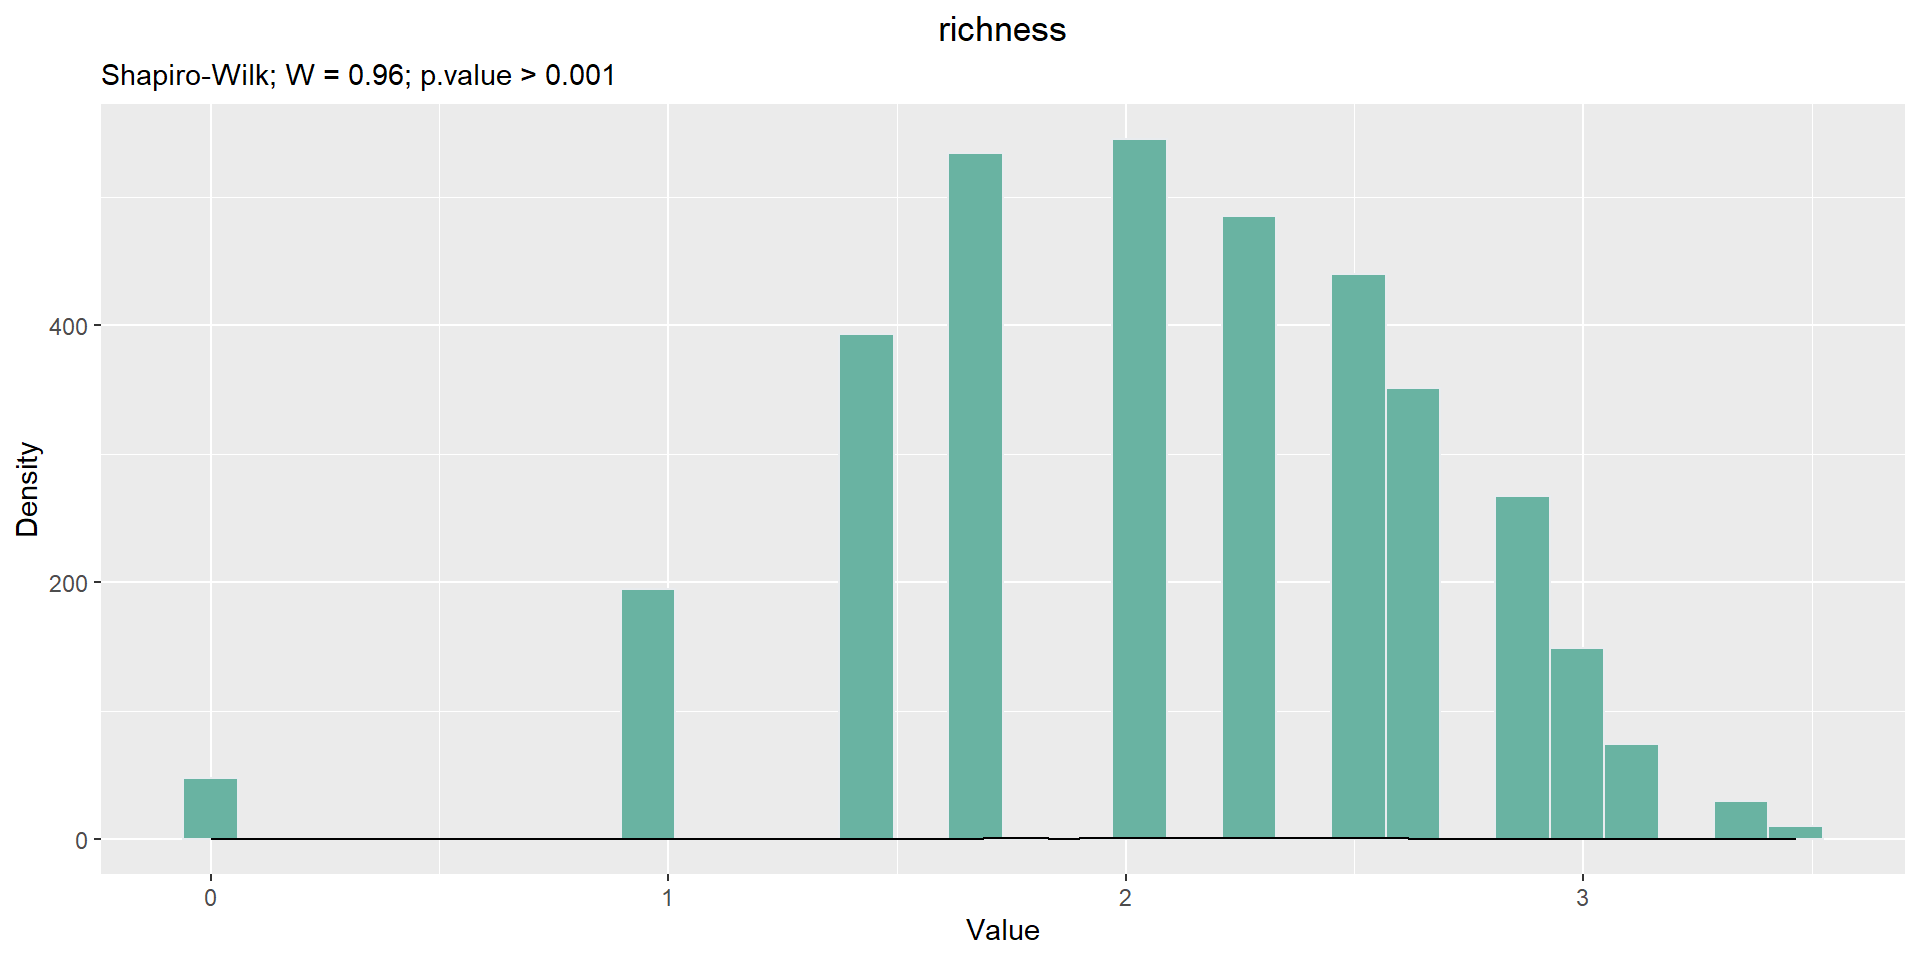 richness
Shapiro-Wilk; W = 0.96; p.value > 0.001
Density
400
200
0
0 1 2 3
Value